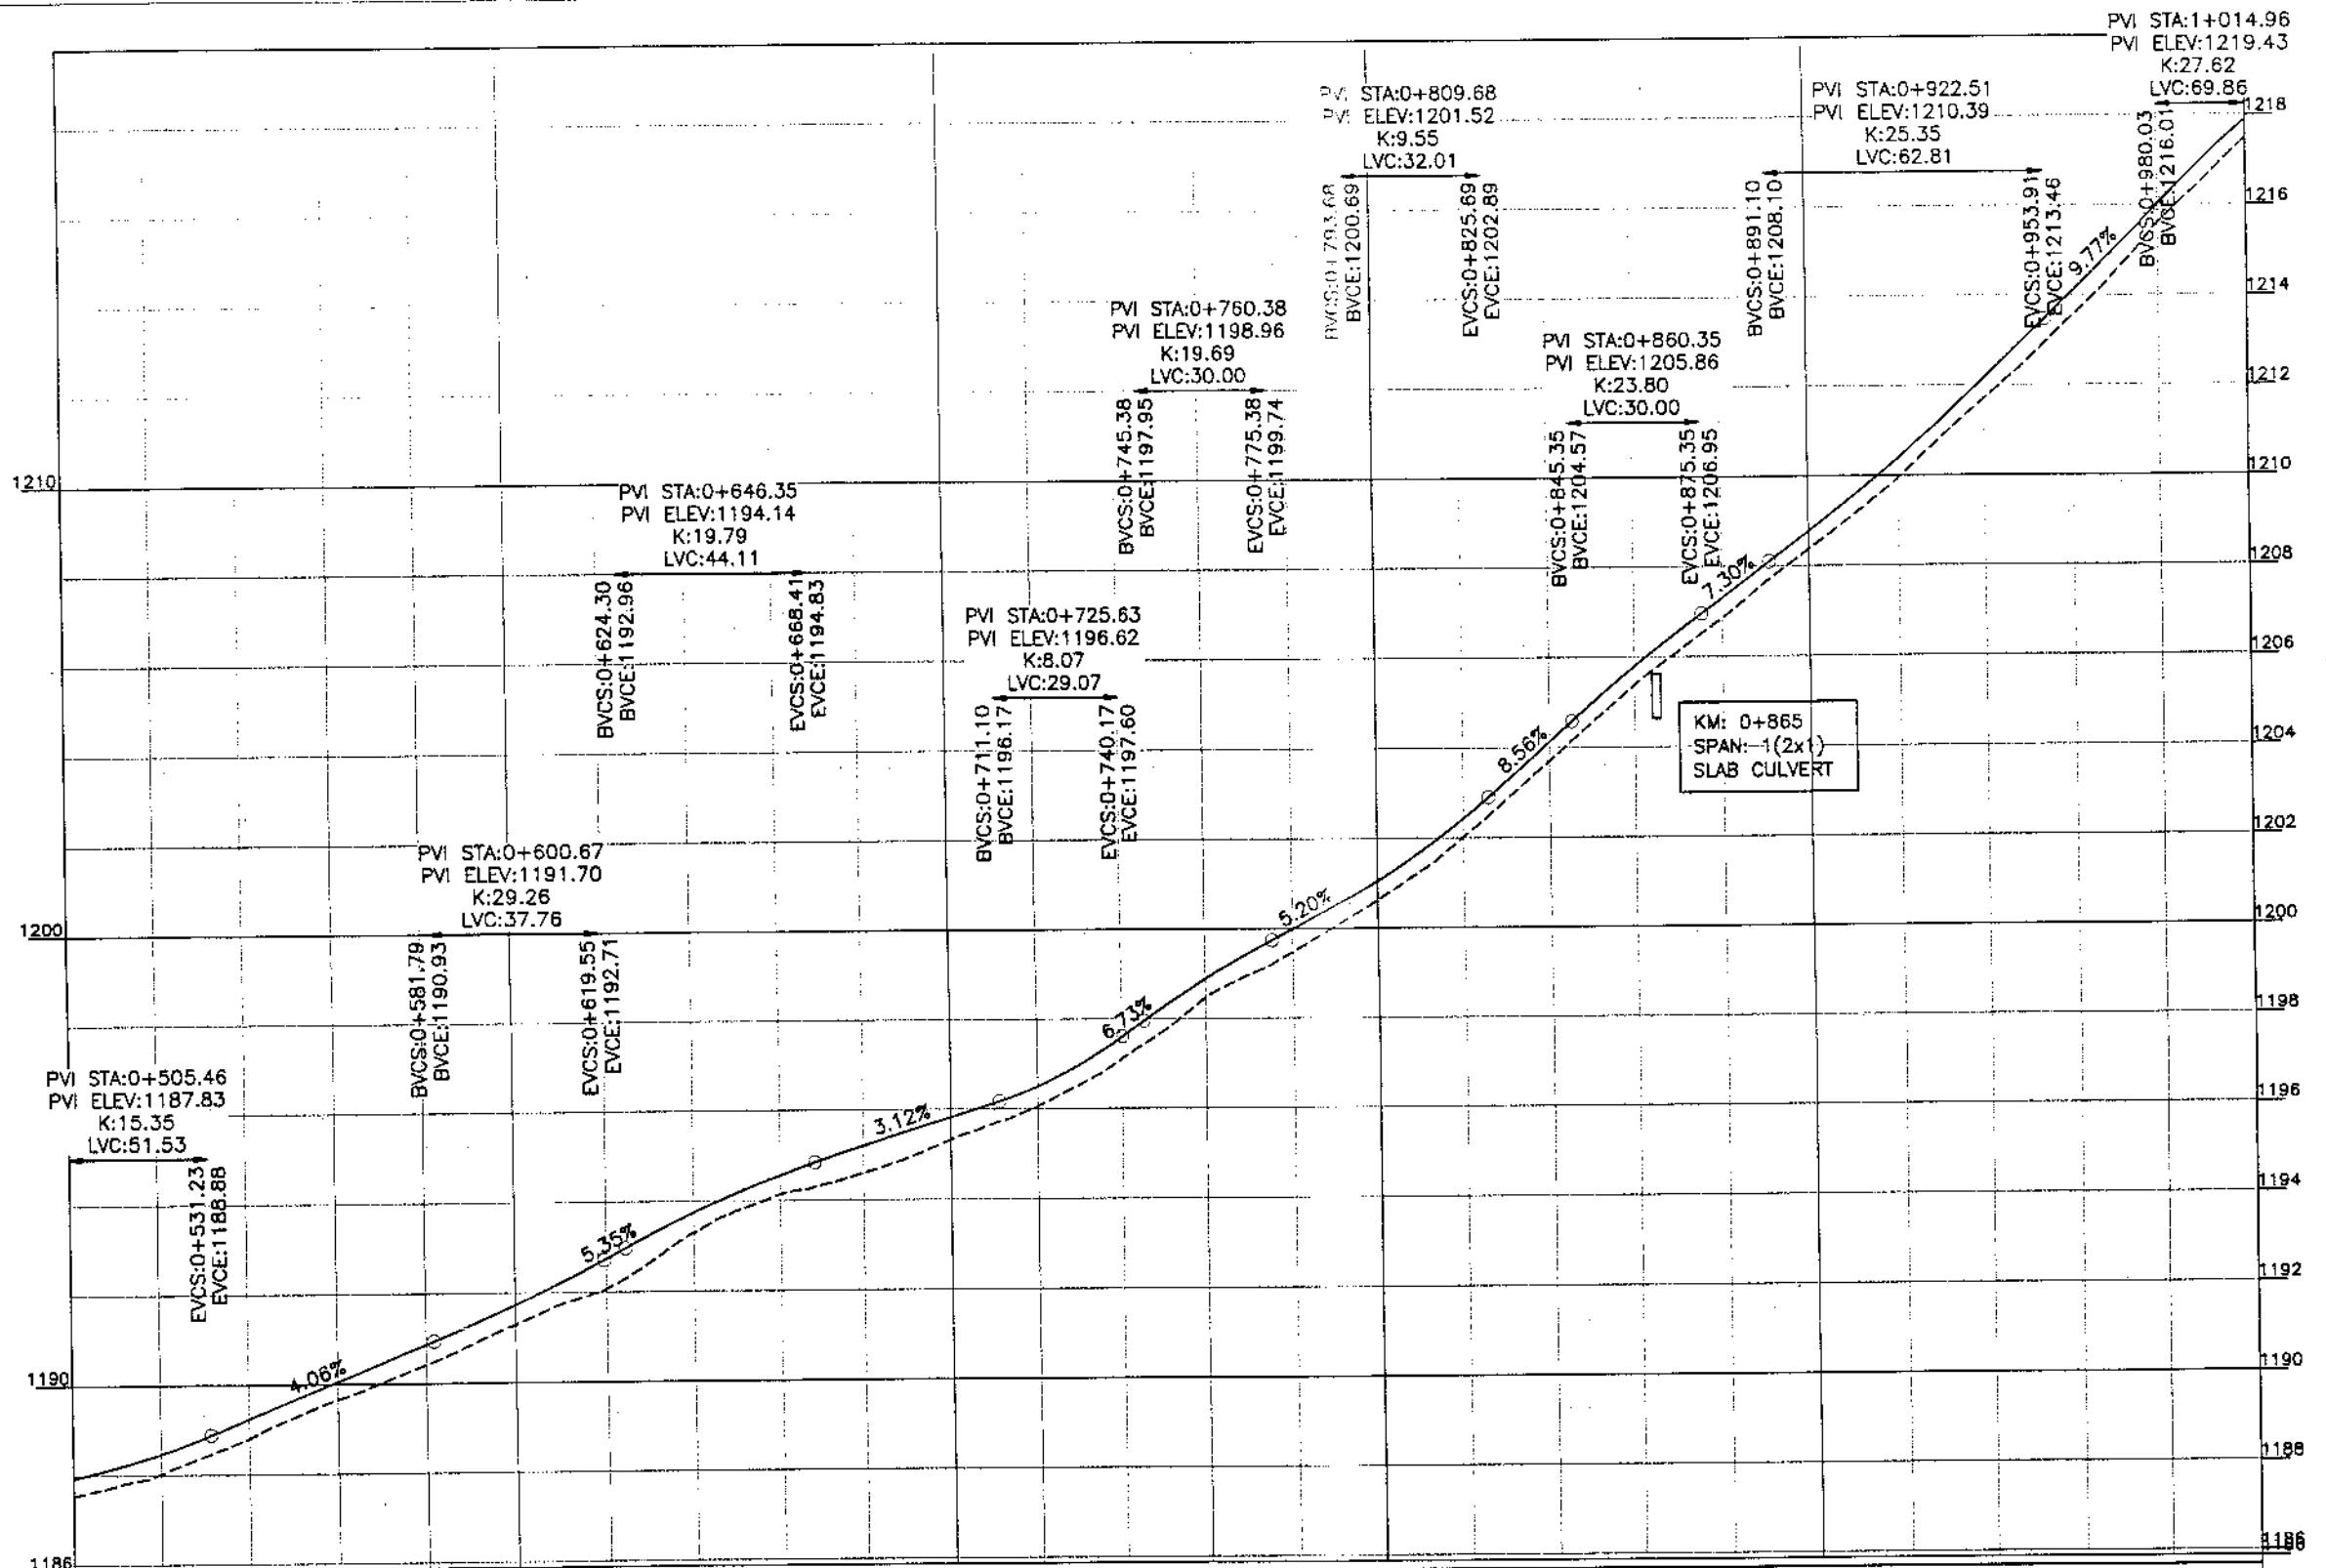 PVI STA:1+014.96
PVI ELEV:1219.43
K:27.62
LVC:69.86
BVCS:0+980.03
BVCE:1216.01
PVI STA:0+922.51
PVI ELEV:1210.39
K:25.35
LVC:62.81
BVCS:0+891.10
BVCE:1208.10
EVCS:0+953.91
EVCE:1213.46
PVI STA:0+809.68
PVI ELEV:1201.52
K:9.55
LVC:32.01
BVCS:0+793.68
BVCE:1200.69
EVCS:0+825.69
EVCE:1202.89
PVI STA:0+760.38
PVI ELEV:1198.96
K:19.69
LVC:30.00
BVCS:0+745.38
BVCE:1197.95
EVCS:0+775.38
EVCE:1199.74
PVI STA:0+860.35
PVI ELEV:1205.86
K:23.80
LVC:30.00
BVCS:0+845.35
BVCE:1204.57
EVCS:0+875.35
EVCE:1206.95
PVI STA:0+646.35
PVI ELEV:1194.14
K:19.79
LVC:44.11
BVCS:0+624.30
BVCE:1192.96
EVCS:0+668.41
EVCE:1194.83
PVI STA:0+725.63
PVI ELEV:1196.62
K:8.07
LVC:29.07
BVCS:0+711.10
BVCE:1196.17
EVCS:0+740.17
EVCE:1197.60
KM: 0+865
SPAN:-1(2x1)
SLAB CULVERT
PVI STA:0+600.67
PVI ELEV:1191.70
K:29.26
LVC:37.76
BVCS:0+581.79
BVCE:1190.93
EVCS:0+619.55
EVCE:1192.71
PVI STA:0+505.46
PVI ELEV:1187.83
K:15.35
LVC:51.53
EVCS:0+531.23
EVCE:1188.88
4.06%
5.35%
3.12%
6.73%
5.20%
8.56%
7.30%
9.77%
1210
1200
1190
1186
1218
1216
1214
1212
1210
1208
1206
1204
1202
1200
1198
1196
1194
1192
1190
1188
1186